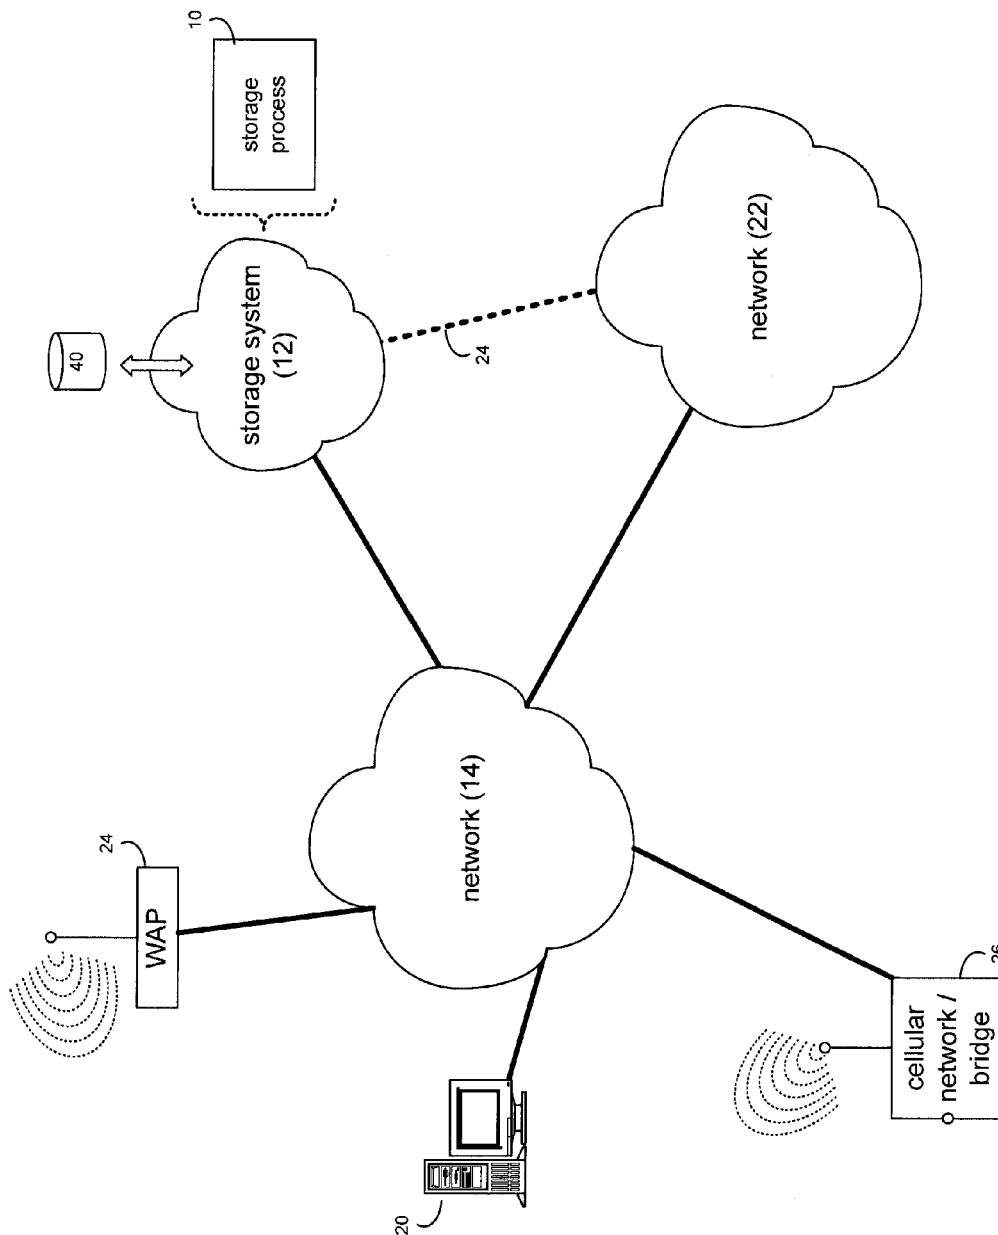 40
24
WAP
10
storage
process
storage system
(12)
20
network (14)
24
network (22)
cellular
network /
bridge